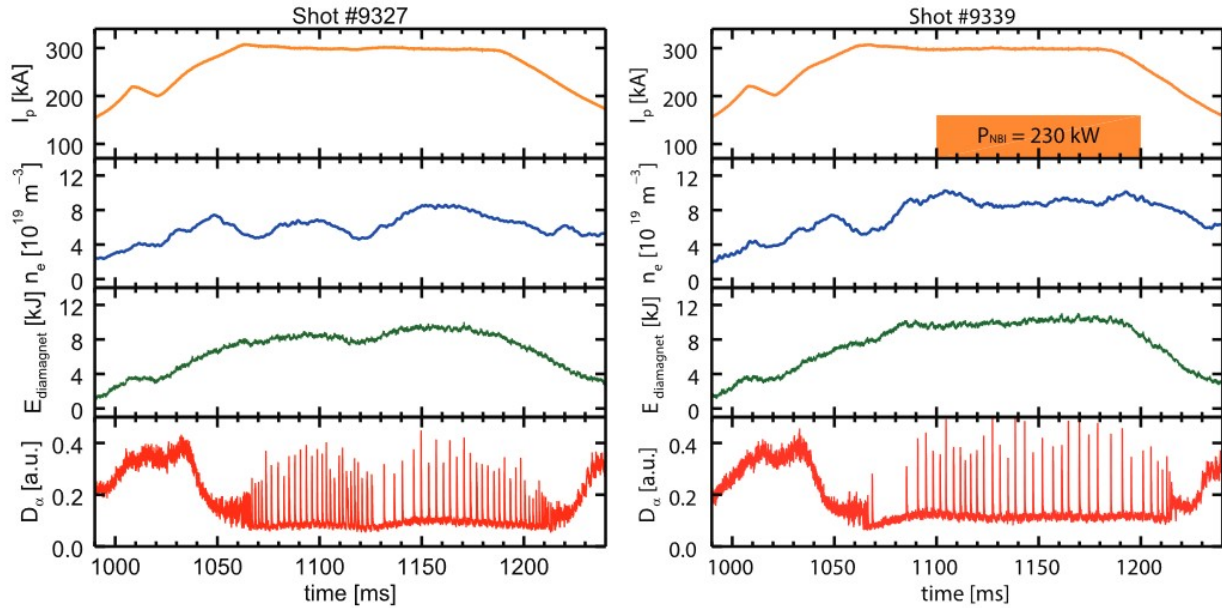 Shot #9327
300
200
100
I_p [kA]
12
8
4
0
n_e [10^19 m^−3]
12
8
4
0
E_diamagnet [kJ]
0.4
0.2
0.0
D_α [a.u.]
1000 1050 1100 1150 1200
time [ms]
Shot #9339
300
200
100
I_p [kA]
P_NBI = 230 kW
12
8
4
0
n_e [10^19 m^−3]
12
8
4
0
E_diamagnet [kJ]
0.4
0.2
0.0
D_α [a.u.]
1000 1050 1100 1150 1200
time [ms]